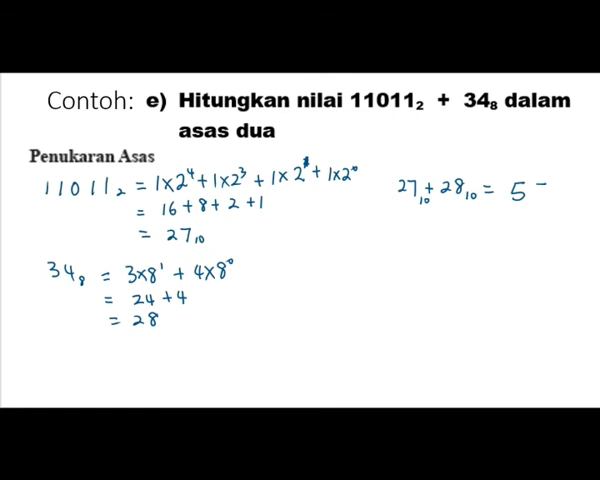 Contoh: e) Hitungkan nilai 11011₂ + 34₈ dalam
asas dua
Penukaran Asas
11011₂ = 1×2⁴ + 1×2³ + 1×2¹ + 1×2⁰
= 16 + 8 + 2 + 1
= 27₁₀
34₈ = 3×8¹ + 4×8⁰
= 24 + 4
= 28
27₁₀ + 28₁₀ = 5